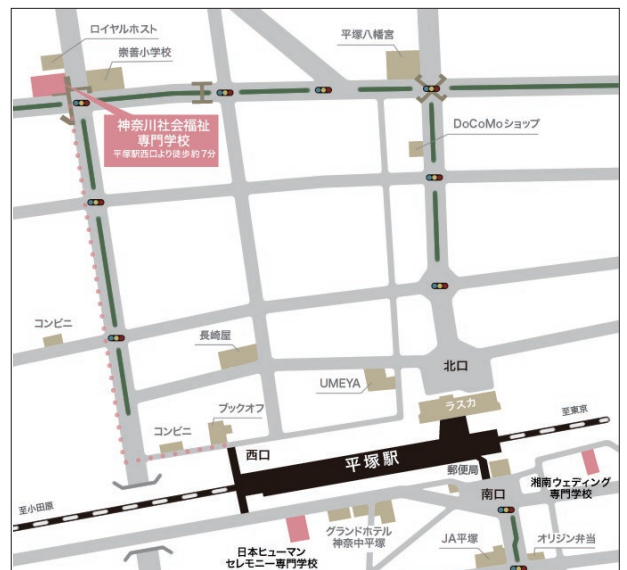 ロイヤルホスト
崇善小学校
平塚八幡宮
神奈川社会福祉
専門学校
平塚駅西口より徒歩約7分
DoCoMoショップ
コンビニ
長崎屋
UMEYA
北口
ラスカ
ブックオフ
コンビニ
西口
平塚駅
至東京
郵便局
湘南ウェディング
専門学校
南口
至小田原
グランドホテル
神奈中平塚
日本ヒューマン
セレモニー専門学校
JA平塚
オリジン弁当